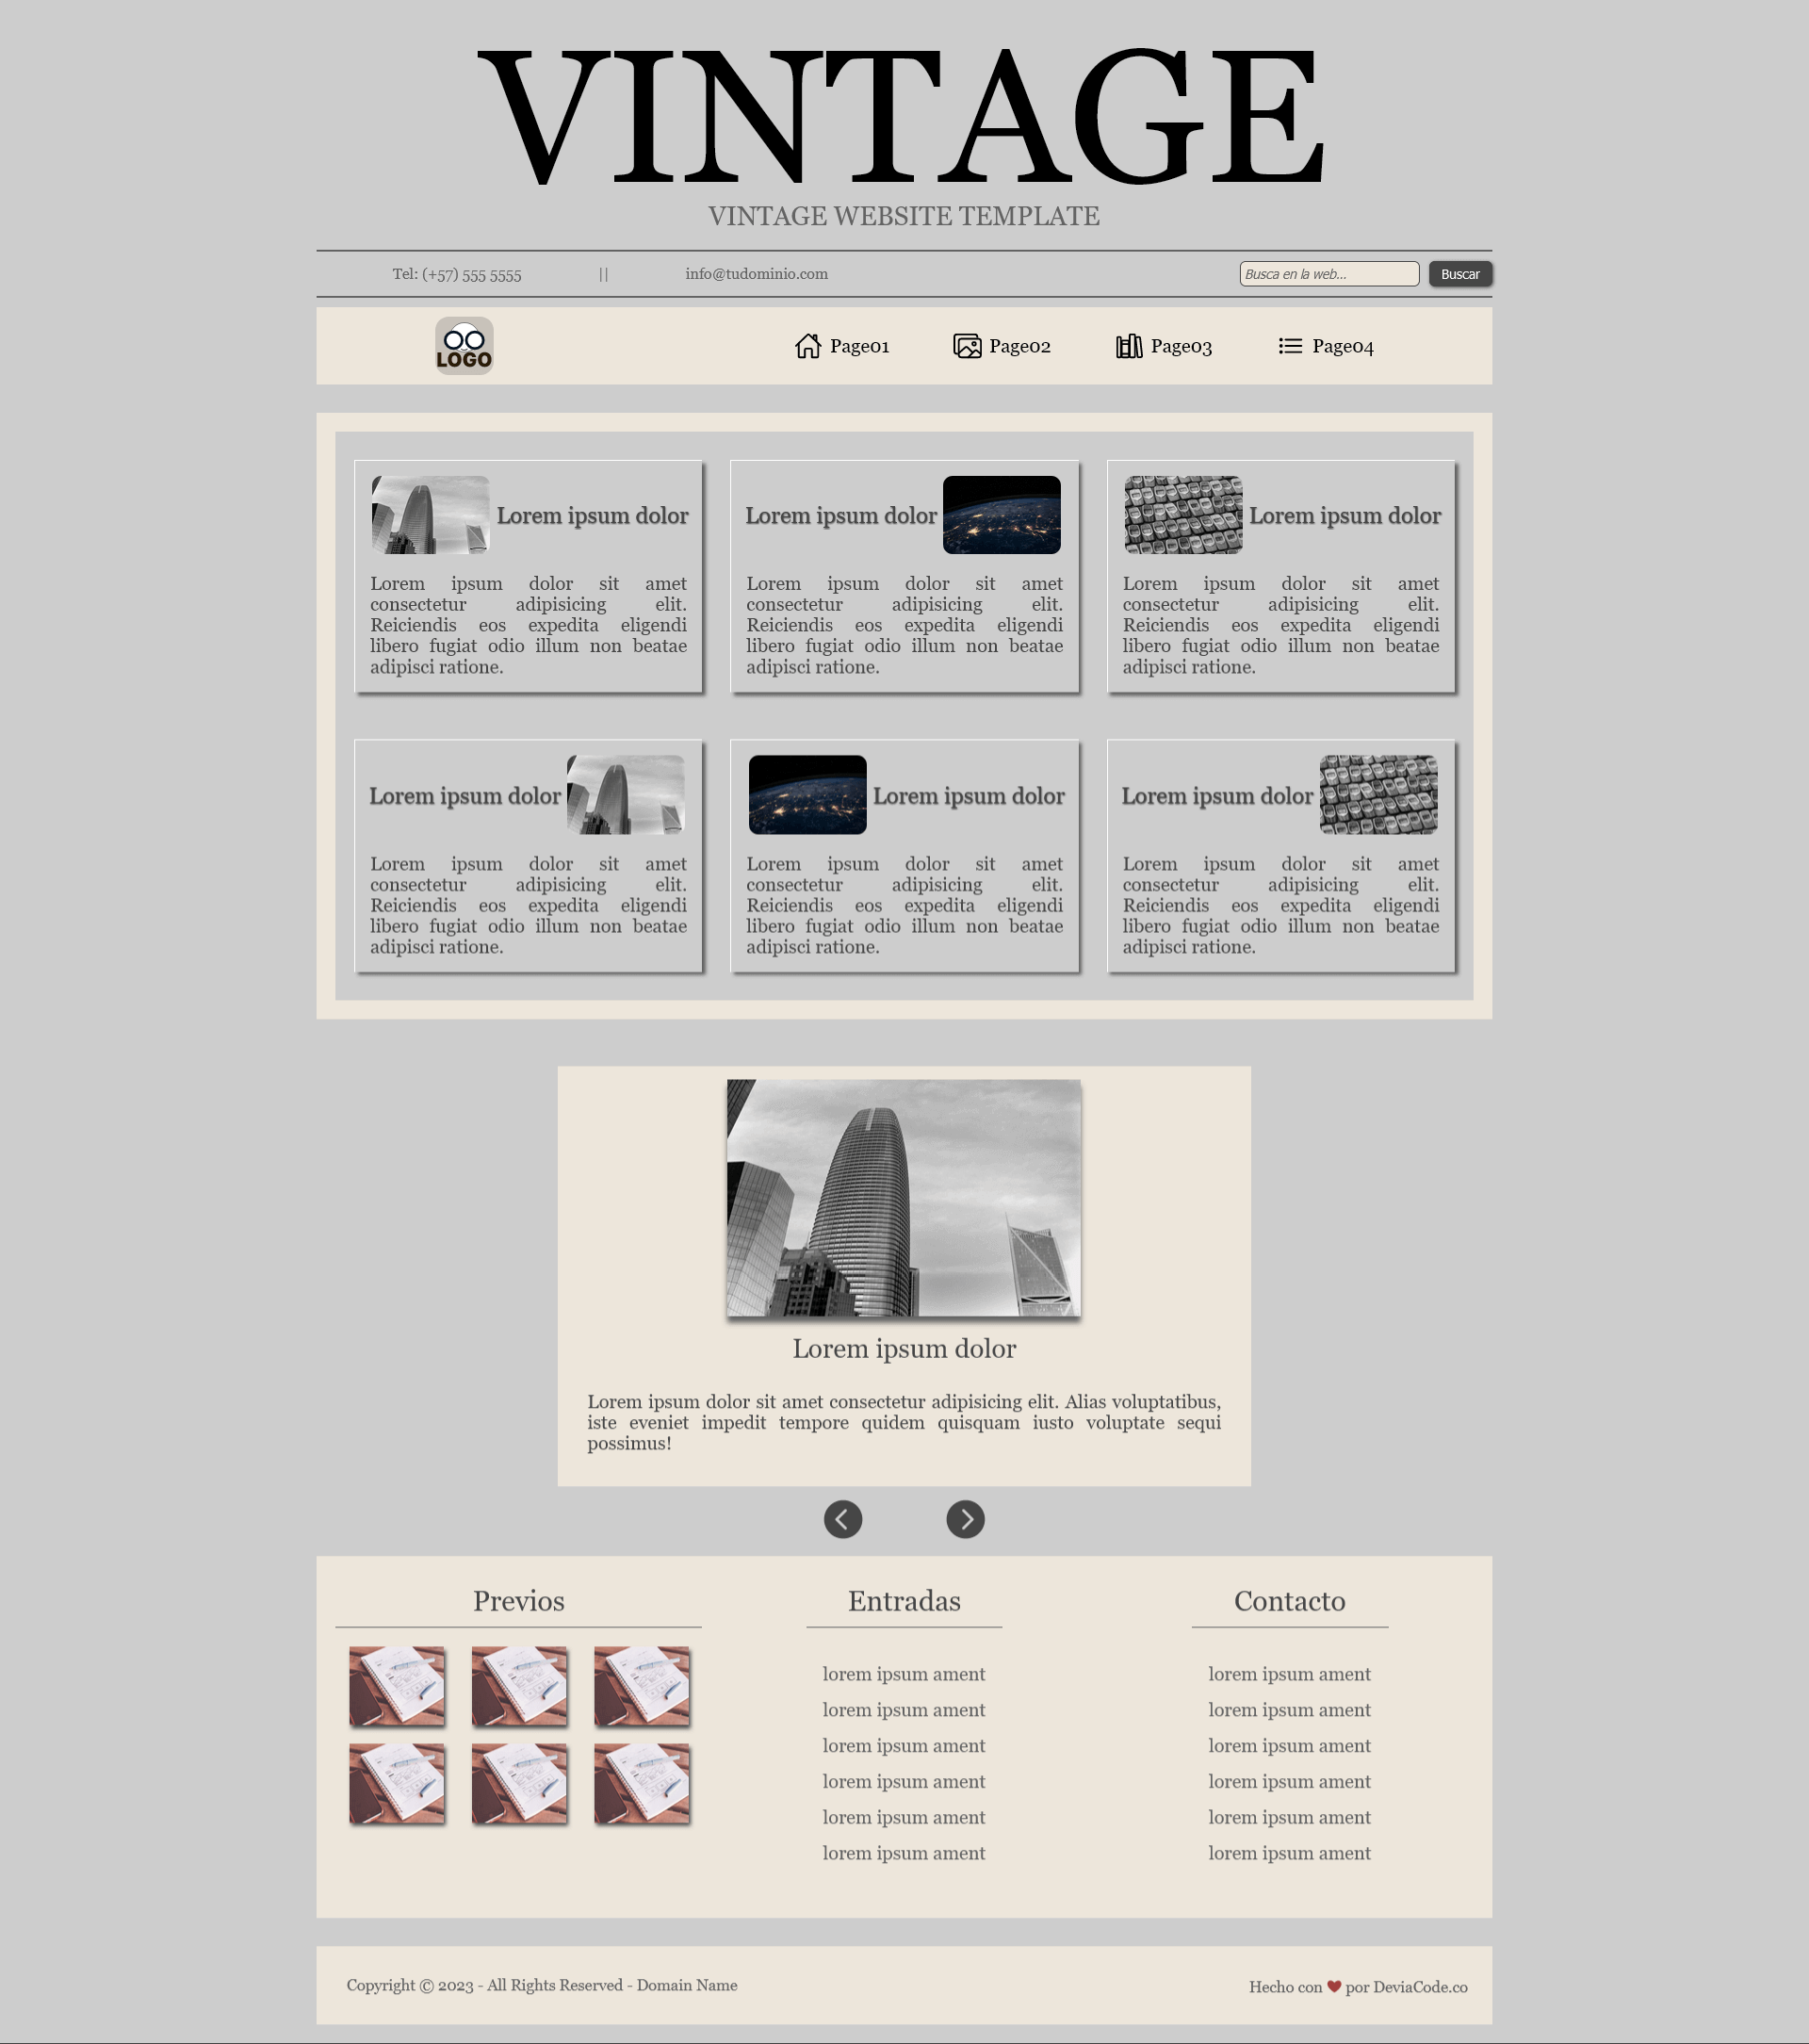 VINTAGE
VINTAGE WEBSITE TEMPLATE
Tel: (+57) 555 5555 || info@tudominio.com Busca en la web... Buscar
LOGO Page01 Page02 Page03 Page04
Lorem ipsum dolor
Lorem ipsum dolor sit amet
consectetur adipisicing elit.
Reiciendis eos expedita eligendi
libero fugiat odio illum non beatae
adipisci ratione.
Lorem ipsum dolor
Lorem ipsum dolor sit amet
consectetur adipisicing elit.
Reiciendis eos expedita eligendi
libero fugiat odio illum non beatae
adipisci ratione.
Lorem ipsum dolor
Lorem ipsum dolor sit amet
consectetur adipisicing elit.
Reiciendis eos expedita eligendi
libero fugiat odio illum non beatae
adipisci ratione.
Lorem ipsum dolor
Lorem ipsum dolor sit amet
consectetur adipisicing elit.
Reiciendis eos expedita eligendi
libero fugiat odio illum non beatae
adipisci ratione.
Lorem ipsum dolor
Lorem ipsum dolor sit amet
consectetur adipisicing elit.
Reiciendis eos expedita eligendi
libero fugiat odio illum non beatae
adipisci ratione.
Lorem ipsum dolor
Lorem ipsum dolor sit amet
consectetur adipisicing elit.
Reiciendis eos expedita eligendi
libero fugiat odio illum non beatae
adipisci ratione.
Lorem ipsum dolor
Lorem ipsum dolor sit amet consectetur adipisicing elit. Alias voluptatibus,
iste eveniet impedit tempore quidem quisquam iusto voluptate sequi
possimus!
Previos
Entradas
lorem ipsum ament
lorem ipsum ament
lorem ipsum ament
lorem ipsum ament
lorem ipsum ament
lorem ipsum ament
Contacto
lorem ipsum ament
lorem ipsum ament
lorem ipsum ament
lorem ipsum ament
lorem ipsum ament
lorem ipsum ament
Copyright © 2023 - All Rights Reserved - Domain Name
Hecho con ❤ por DeviaCode.co